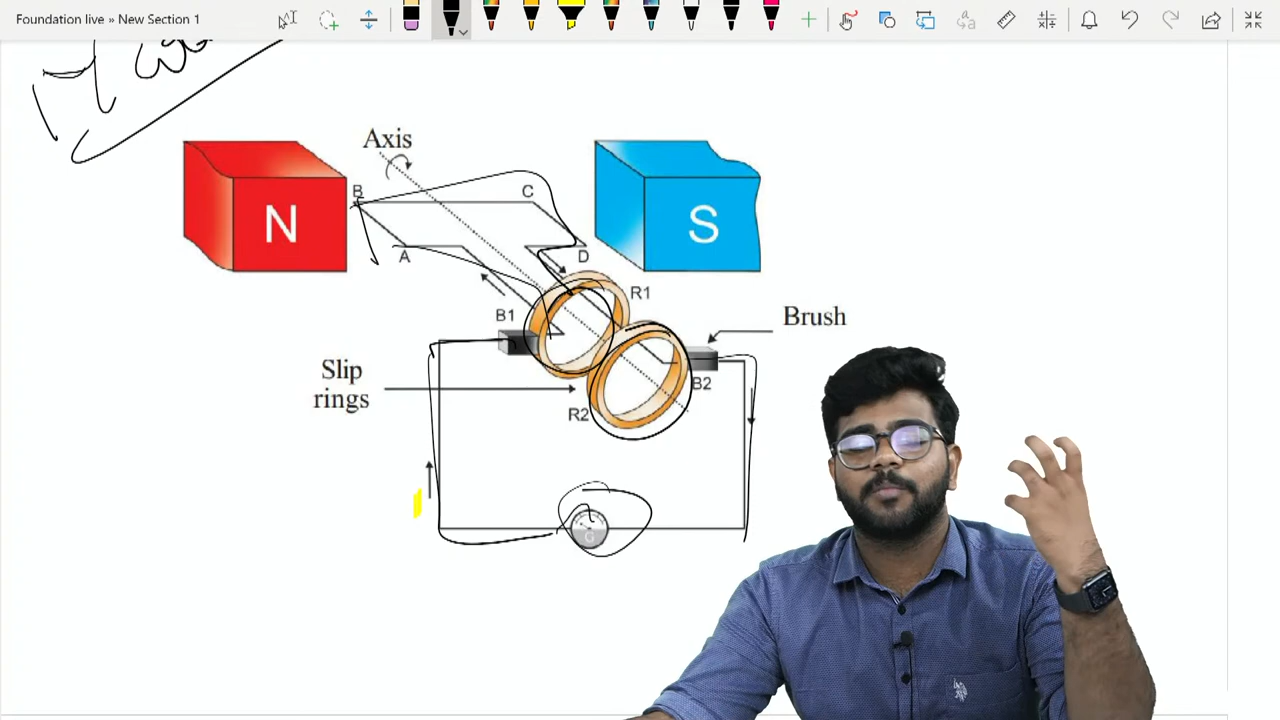 Foundation live » New Section 1
Axis
B
C
N
S
A
D
R1
B1
Brush
Slip
rings
B2
R2
G